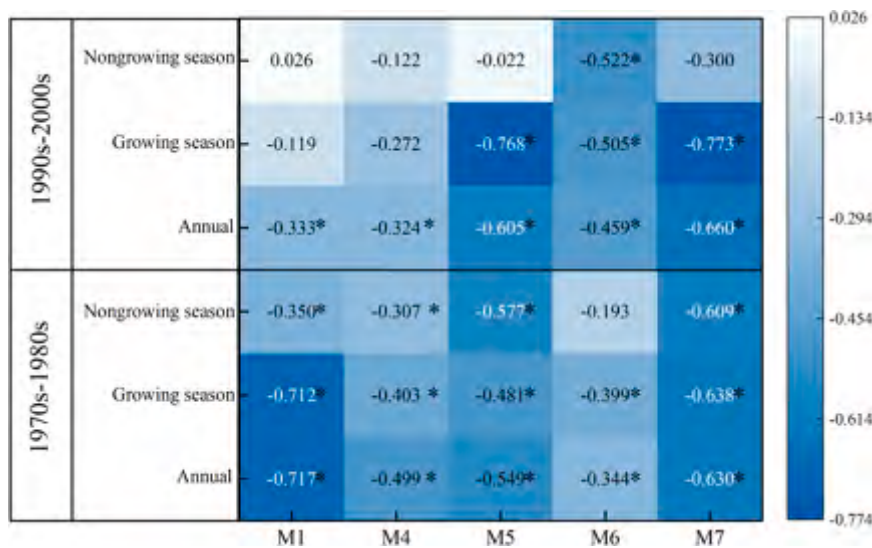 1990s-2000s
Nongrowing season 0.026 -0.122 -0.022 -0.522* -0.300
Growing season -0.119 -0.272 -0.768* -0.505* -0.773*
Annual -0.333* -0.324* -0.605* -0.459* -0.660*
1970s-1980s
Nongrowing season -0.350* -0.307* -0.577* -0.193 -0.609*
Growing season -0.712* -0.403* -0.481* -0.399* -0.638*
Annual -0.717* -0.499* -0.549* -0.344* -0.630*
M1 M4 M5 M6 M7
0.026
-0.134
-0.294
-0.454
-0.614
-0.774